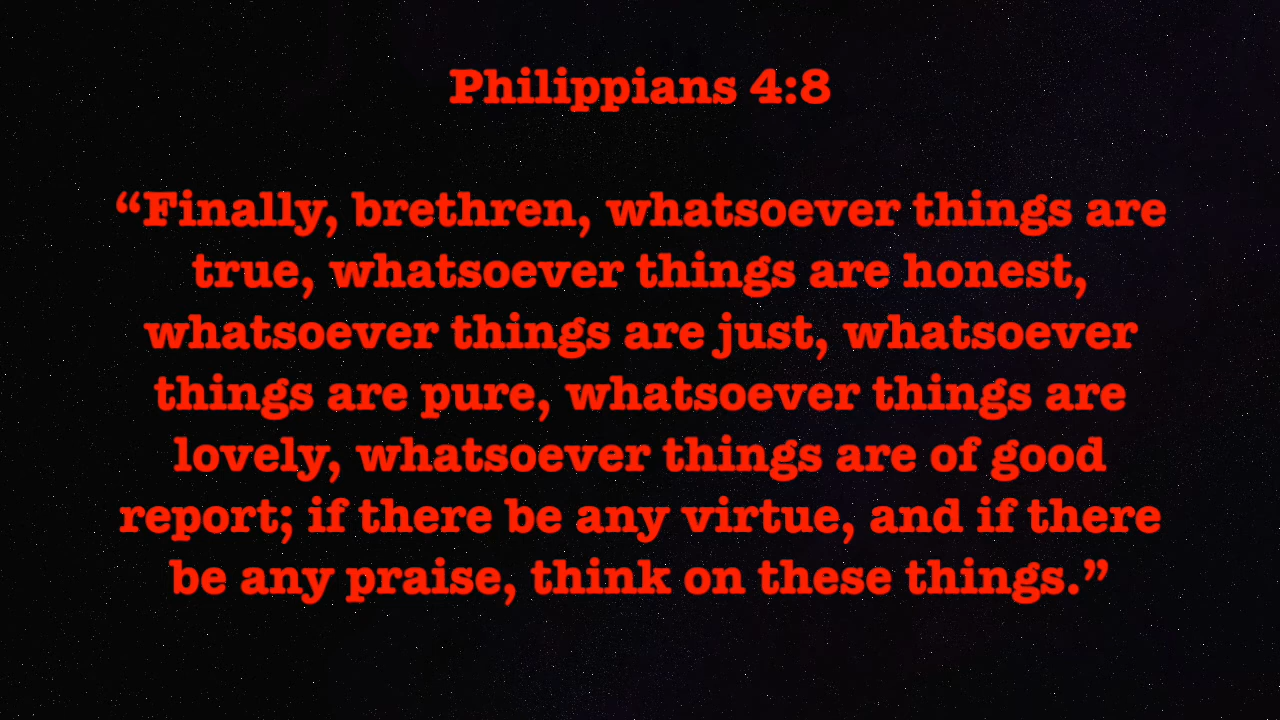 Philippians 4:8
“Finally, brethren, whatsoever things are
true, whatsoever things are honest,
whatsoever things are just, whatsoever
things are pure, whatsoever things are
lovely, whatsoever things are of good
report; if there be any virtue, and if there
be any praise, think on these things.”